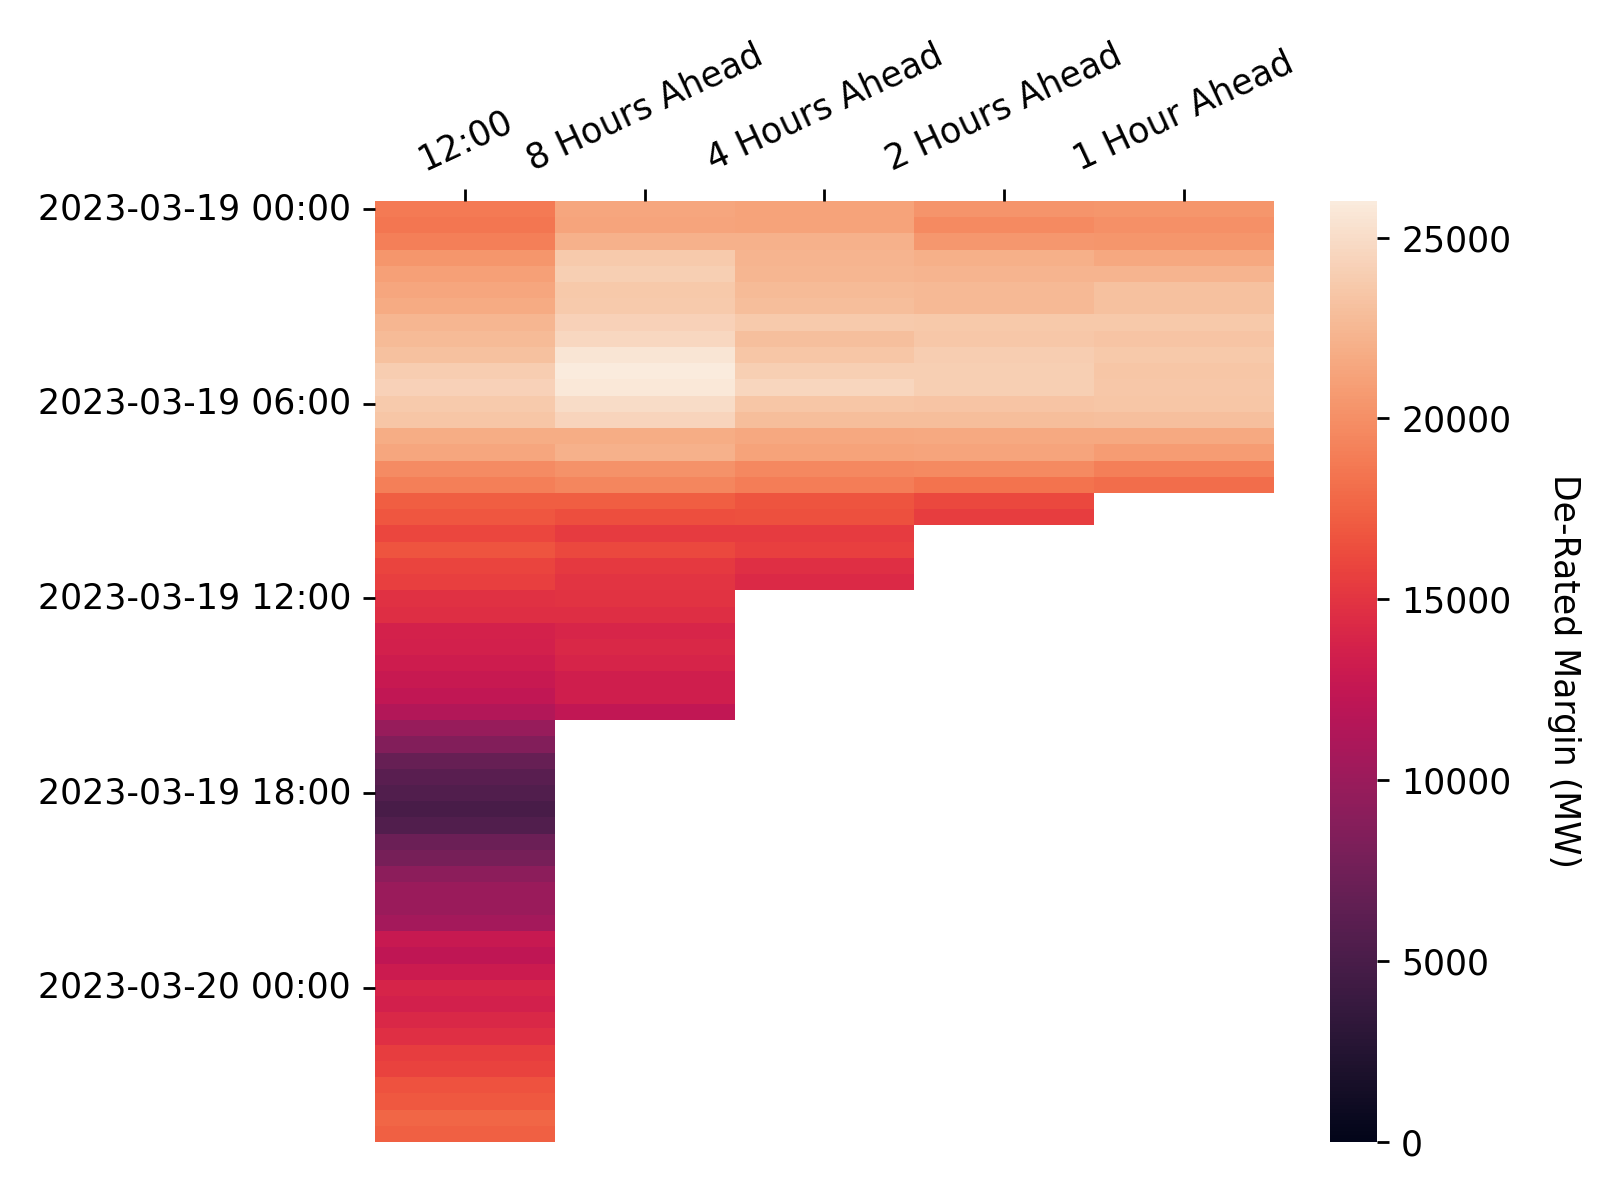 12:00
8 Hours Ahead
4 Hours Ahead
2 Hours Ahead
1 Hour Ahead
2023-03-19 00:00
2023-03-19 06:00
2023-03-19 12:00
2023-03-19 18:00
2023-03-20 00:00
25000
20000
15000
10000
5000
0
De-Rated Margin (MW)